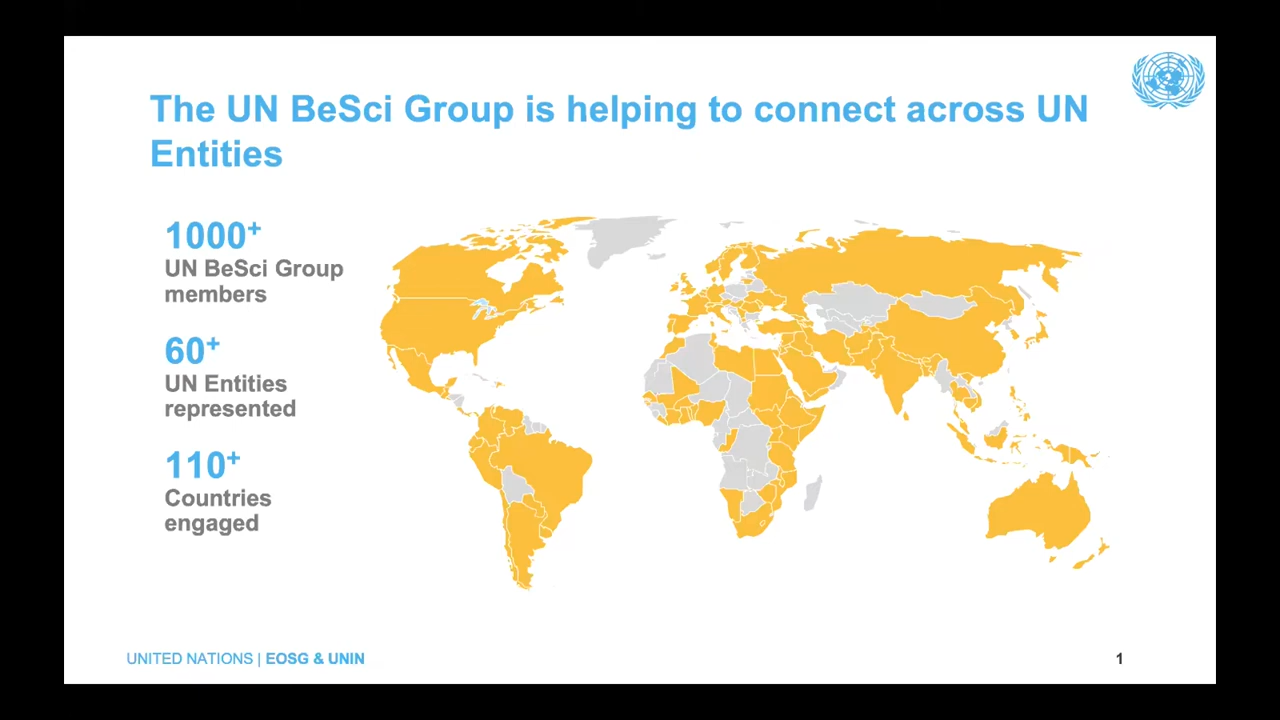 The UN BeSci Group is helping to connect across UN
Entities
1000+
UN BeSci Group
members
60+
UN Entities
represented
110+
Countries
engaged
UNITED NATIONS | EOSG & UNIN
1